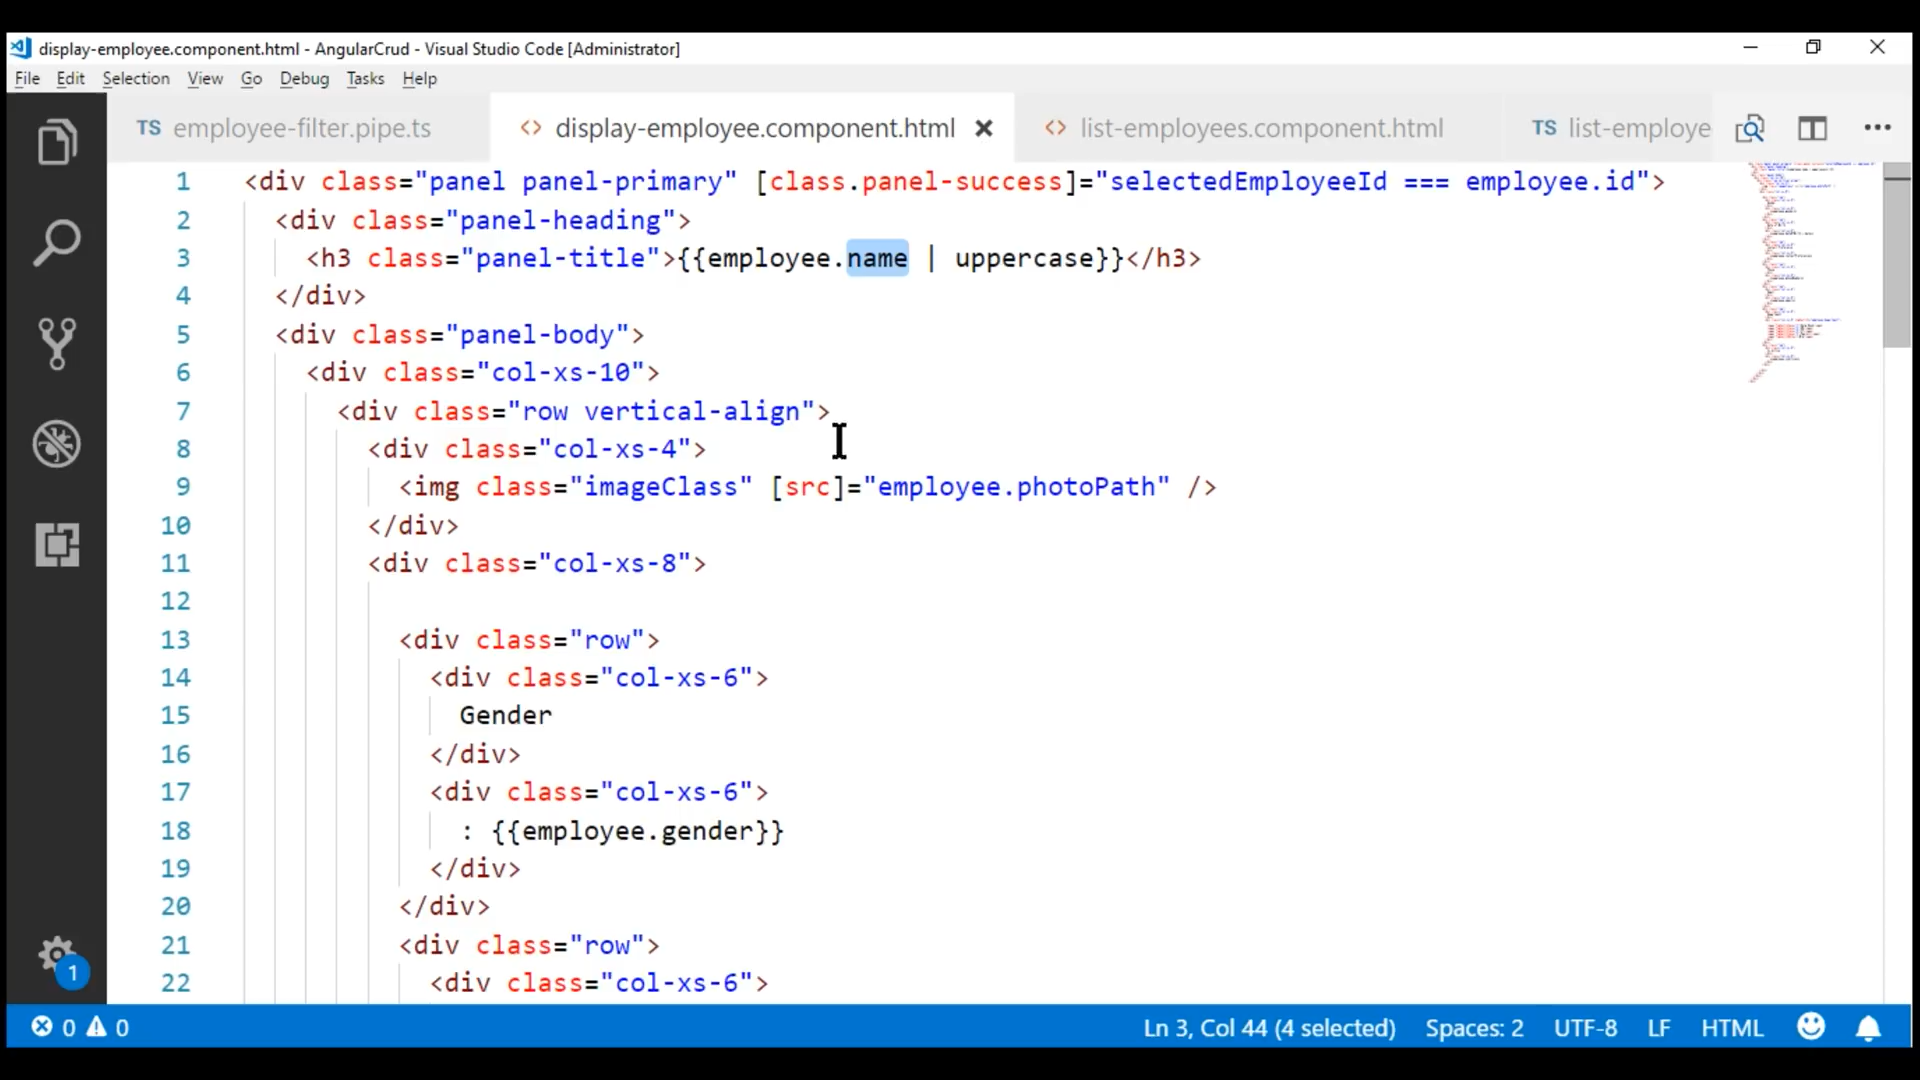 display-employee.component.html - AngularCrud - Visual Studio Code [Administrator]
File Edit Selection View Go Debug Tasks Help
TS employee-filter.pipe.ts <> display-employee.component.html <> list-employees.component.html TS list-employe
1 <div class="panel panel-primary" [class.panel-success]="selectedEmployeeId === employee.id">
2 <div class="panel-heading">
3 <h3 class="panel-title">{{employee.name | uppercase}}</h3>
4 </div>
5 <div class="panel-body">
6 <div class="col-xs-10">
7 <div class="row vertical-align">
8 <div class="col-xs-4">
9 <img class="imageClass" [src]="employee.photoPath" />
10 </div>
11 <div class="col-xs-8">
12
13 <div class="row">
14 <div class="col-xs-6">
15 Gender
16 </div>
17 <div class="col-xs-6">
18 : {{employee.gender}}
19 </div>
20 </div>
21 <div class="row">
22 <div class="col-xs-6">
1
0 0 Ln 3, Col 44 (4 selected) Spaces: 2 UTF-8 LF HTML